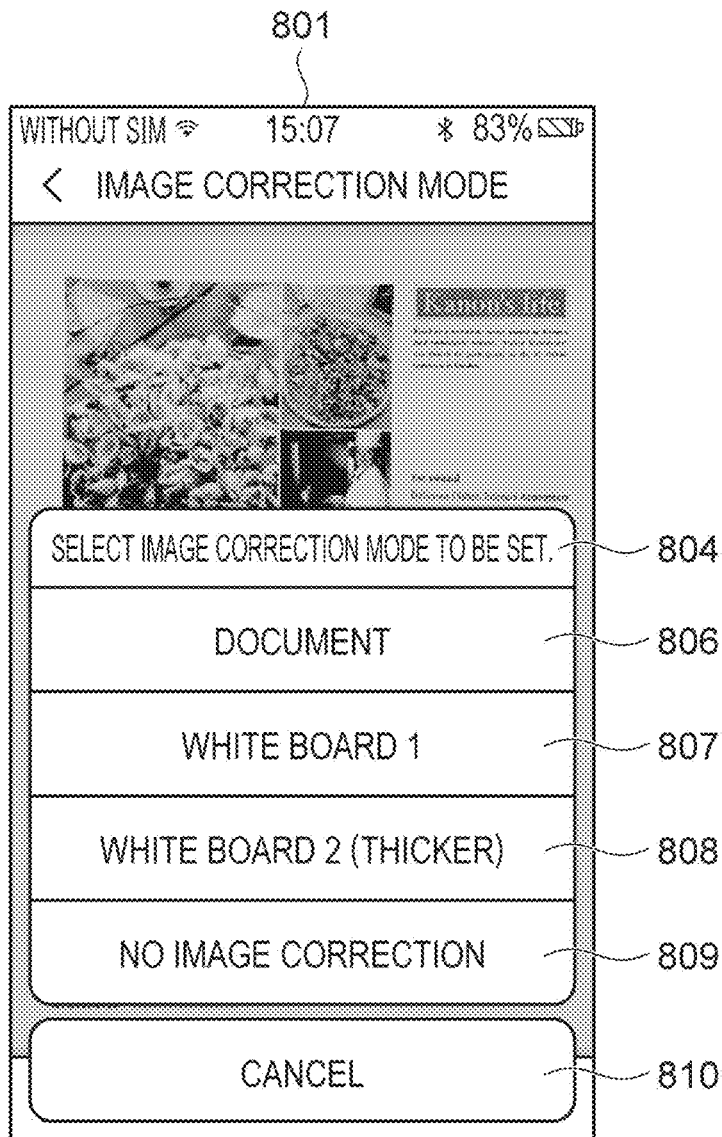 801
WITHOUT SIM 15:07 83%
< IMAGE CORRECTION MODE
life
SELECT IMAGE CORRECTION MODE TO BE SET. 804
DOCUMENT 806
WHITE BOARD 1 807
WHITE BOARD 2 (THICKER) 808
NO IMAGE CORRECTION 809
CANCEL 810